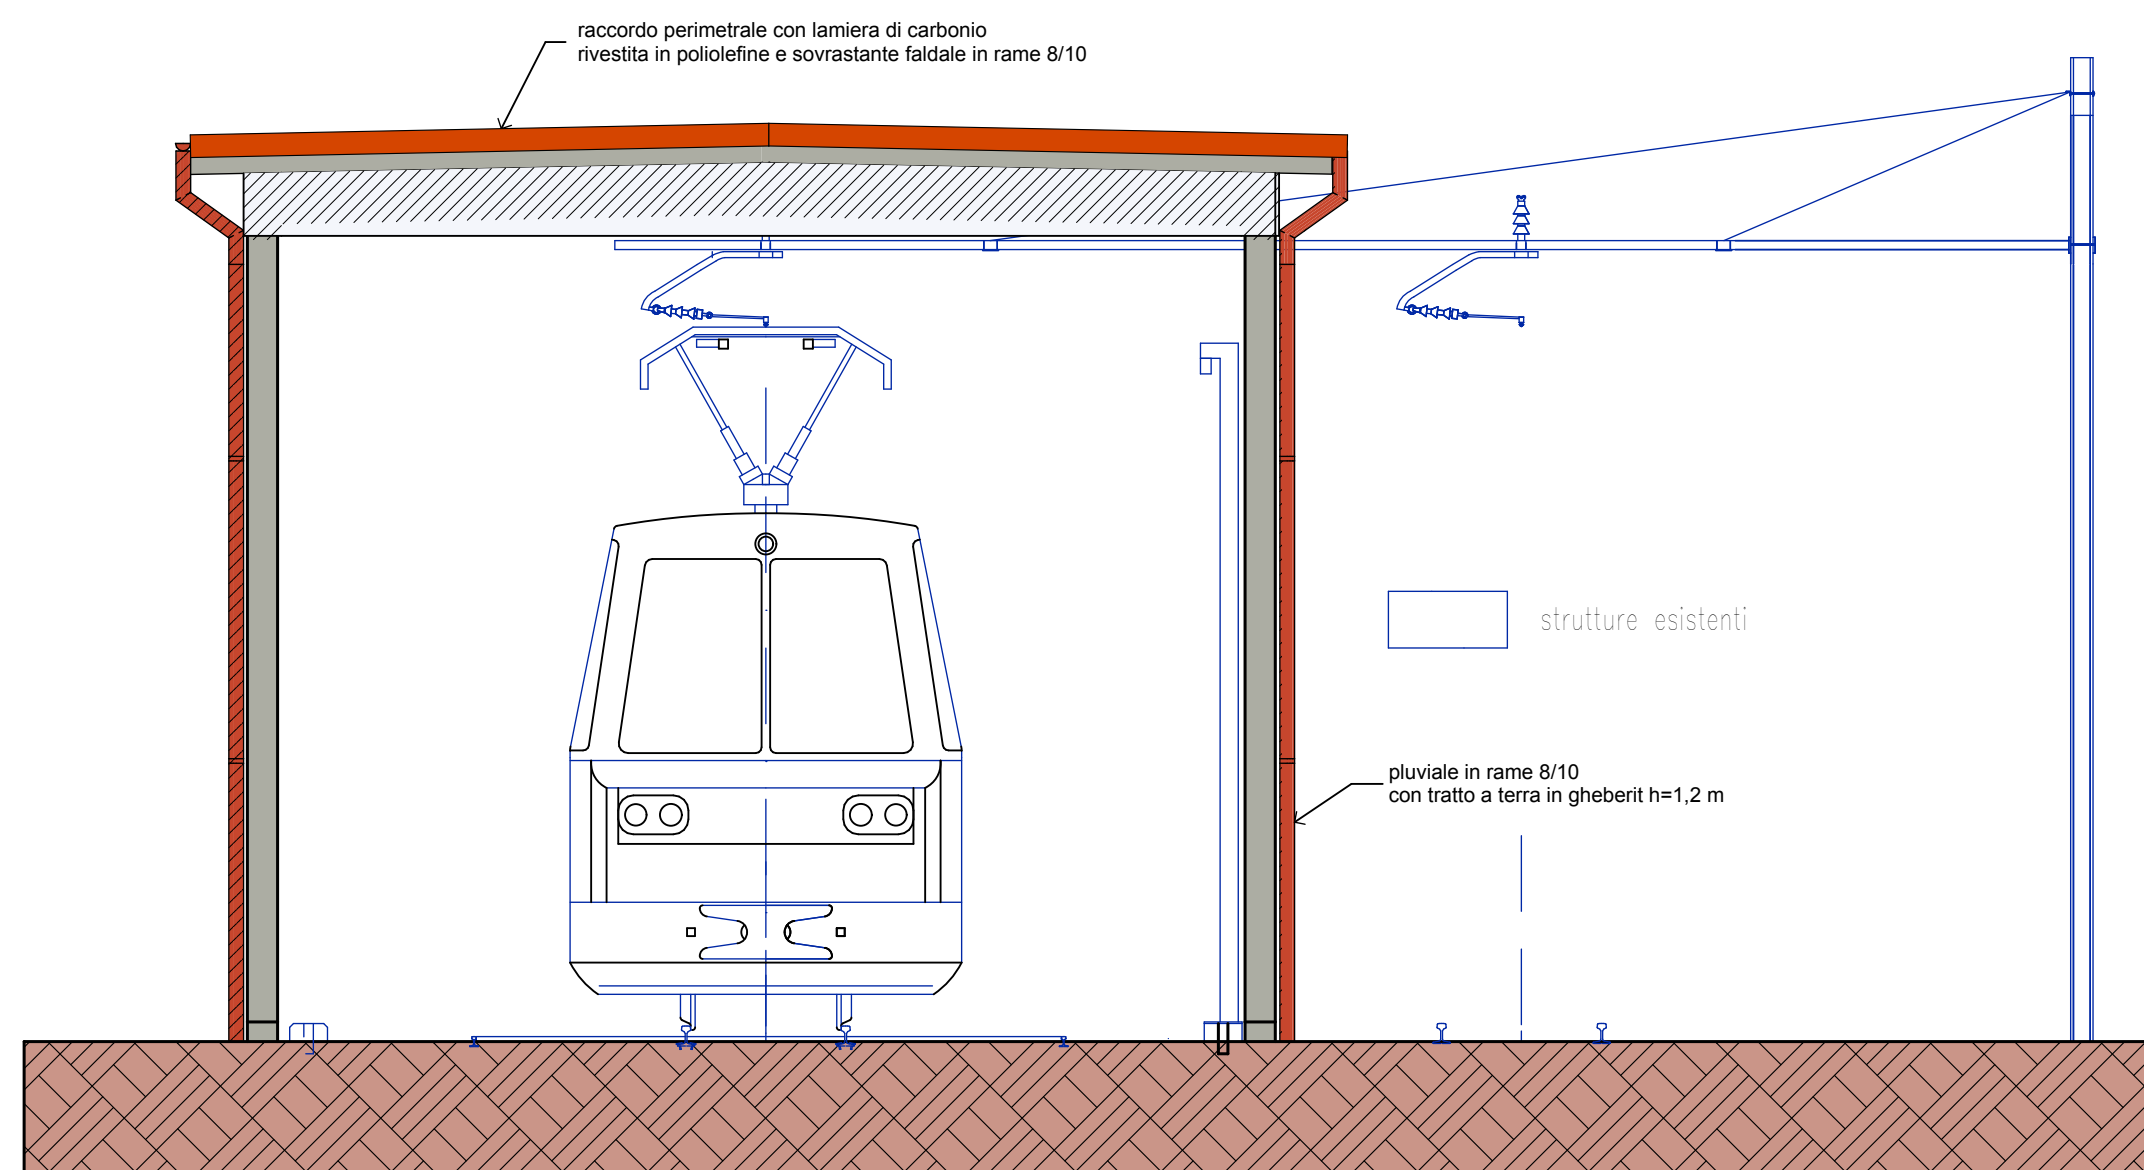 raccordo perimetrale con lamiera di carbonio
rivestita in poliolefine e sovrastante faldale in rame 8/10
strutture esistenti
pluviale in rame 8/10
con tratto a terra in gheberit h=1,2 m